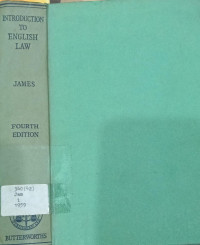 INTRODUCTION
TO
ENGLISH
LAW
JAMES
FOURTH
EDITION
BUTTERWORTHS